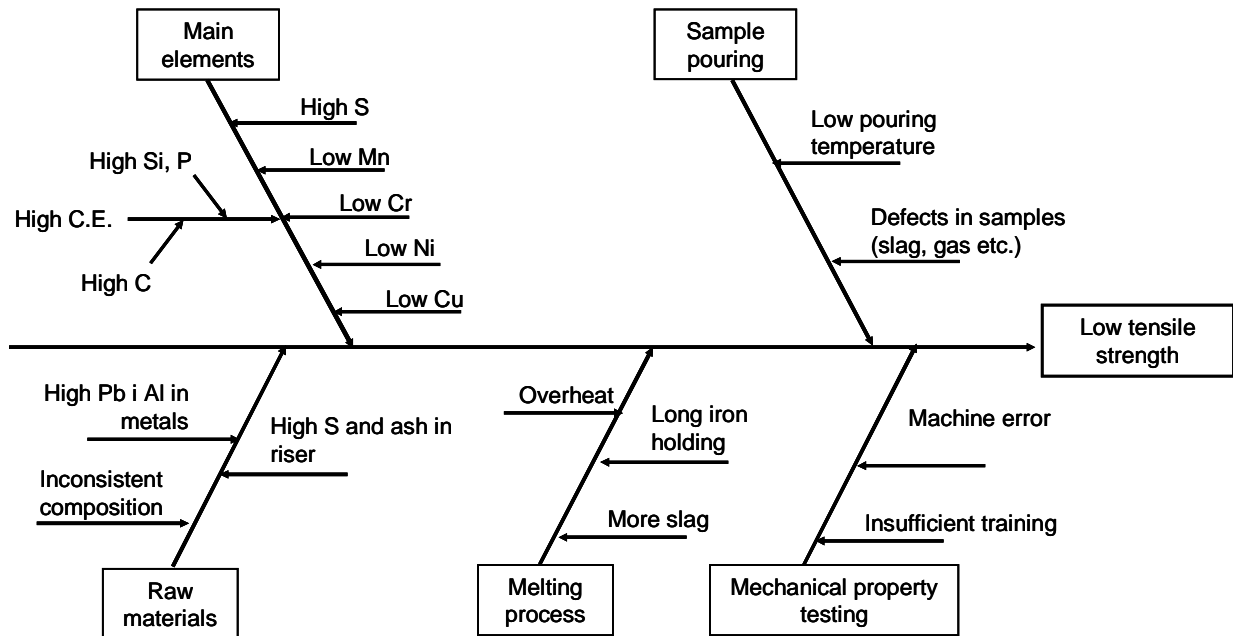 Main
elements
Sample
pouring
High S
Low Mn
High Si, P
Low Cr
High C.E.
Low Ni
High C
Low Cu
Low pouring
temperature
Defects in samples
(slag, gas etc.)
Low tensile
strength
High Pb i Al in
metals
High S and ash in
riser
Inconsistent
composition
Overheat
Long iron
holding
More slag
Machine error
Insufficient training
Raw
materials
Melting
process
Mechanical property
testing